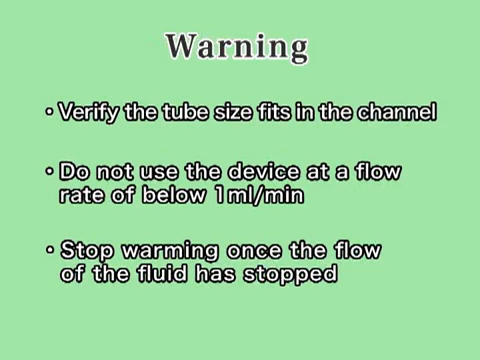 Warning
・Verify the tube size fits in the channel
・Do not use the device at a flow
rate of below 1ml/min
・Stop warming once the flow
of the fluid has stopped